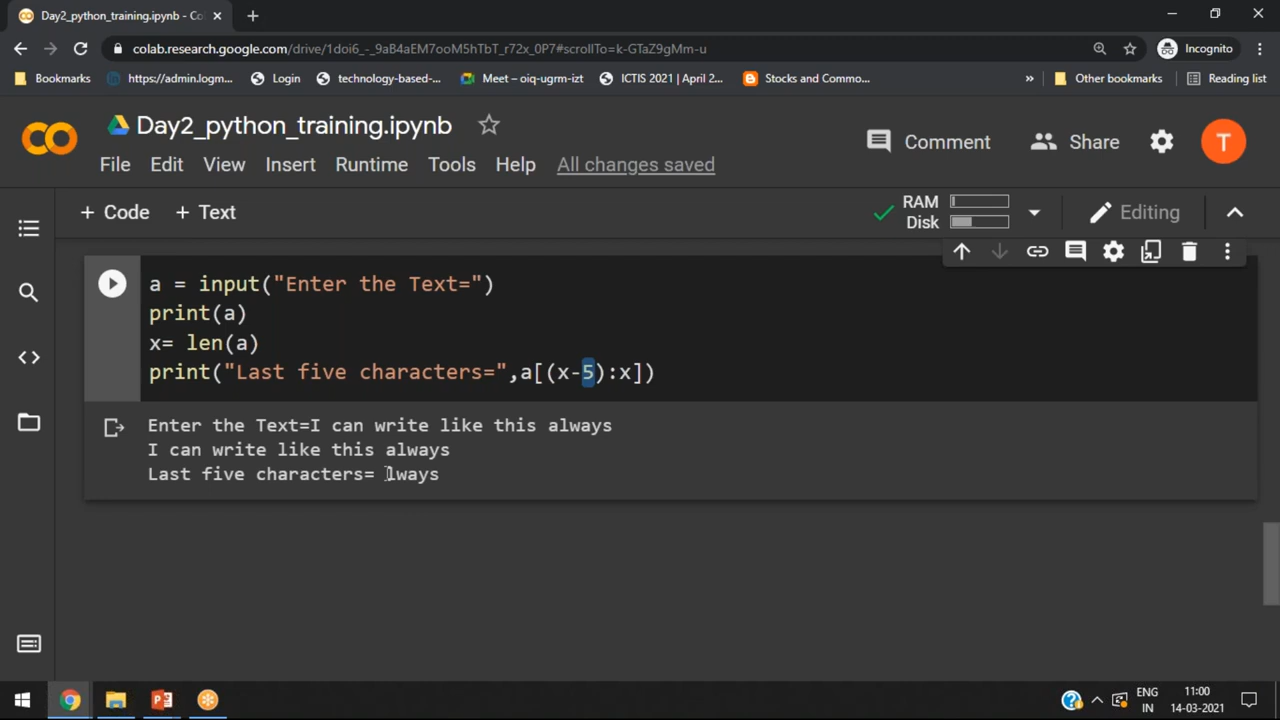 Day2_python_training.ipynb - Co
colab.research.google.com/drive/1doi6_-_9aB4aEM7ooM5hTbT_r72x_0P7#scrollTo=k-GTaZ9gMm-u
Incognito
Bookmarks
https://admin.logm...
Login
technology-based-...
Meet – oiq-ugrm-izt
ICTIS 2021 | April 2...
Stocks and Commo...
»
Other bookmarks
Reading list
Day2_python_training.ipynb
Comment
Share
T
File Edit View Insert Runtime Tools Help All changes saved
+ Code + Text
RAM
Disk
Editing
a = input("Enter the Text=")
print(a)
x= len(a)
print("Last five characters=",a[(x-5):x])
Enter the Text=I can write like this always
I can write like this always
Last five characters= lways
ENG
IN
11:00
14-03-2021